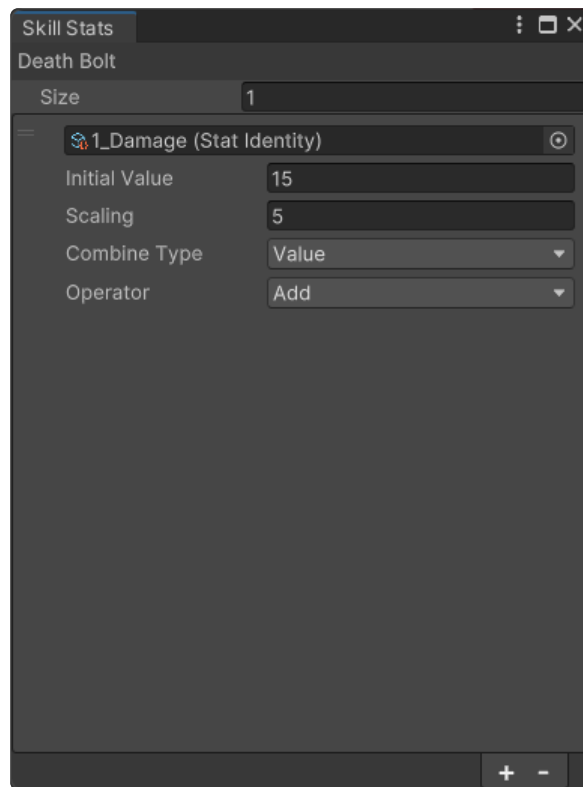 Skill Stats
Death Bolt
Size 1
1_Damage (Stat Identity)
Initial Value 15
Scaling 5
Combine Type Value
Operator Add
+ -